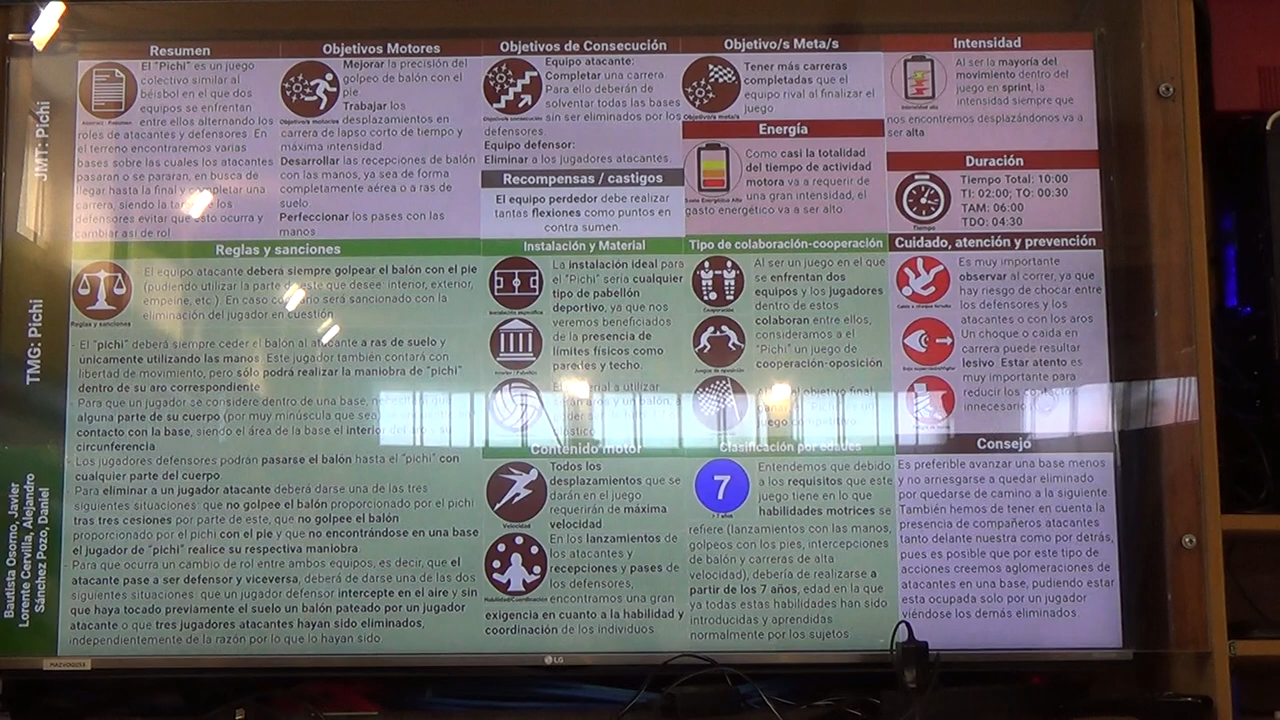 JMT: Pichi
TMG: Pichi
Bautista Osorno, Javier
Lorente Cervilla, Alejandro
Sánchez Pozo, Daniel
Resumen
El "Pichi" es un juego
colectivo similar al
béisbol en el que dos
equipos se enfrentan
entre ellos alternando los
roles de atacantes y defensores. En
el terreno encontraremos varias
bases sobre las cuales los atacantes
pasaran o se pararan, en busca de
llegar hasta la final y completar una
carrera, siendo la los
defensores evitar que esto ocurra y
cambiar así de rol.
Objetivos Motores
Mejorar la precisión del
golpeo de balón con el
pie.
Trabajar los
desplazamientos en
carrera de lapso corto de tiempo y
máxima intensidad
Desarrollar las recepciones de balón
con las manos, ya sea de forma
completamente aérea o a ras de
suelo.
Perfeccionar los pases con las
manos
Objetivos de Consecución
Equipo atacante:
Completar una carrera.
Para ello deberán de
solventar todas las bases
sin ser eliminados por los
defensores
Equipo defensor:
Eliminar a los jugadores atacantes.
Recompensas / castigos
El equipo perdedor debe realizar
tantas flexiones como puntos en
contra sumen.
Objetivo/s Meta/s
Tener más carreras
completadas que el
equipo rival al finalizar el
juego
Objetivo/s meta/s
Energía
Como casi la totalidad
del tiempo de actividad
motora va a requerir de
una gran intensidad, el
gasto energético va a ser alto.
Intensidad
Al ser la mayoría del
movimiento dentro del
juego en sprint, la
intensidad siempre que
Intensidad alta
nos encontremos desplazándonos va a
ser alta
Duración
Tiempo Total: 10:00
TI: 02:00; TO: 00:30
TAM: 06:00
TDO: 04:30
Tiempo
Reglas y sanciones
El equipo atacante deberá siempre golpear el balón con el pie
(pudiendo utilizar la parte de este que desee: interior, exterior,
empeine, etc.). En caso será sancionado con la
eliminación del jugador en cuestión
Reglas y sanciones
- El "pichi" deberá siempre ceder el balón al atacante a ras de suelo y
únicamente utilizando las manos. Este jugador también contará con
libertad de movimiento, pero sólo podrá realizar la maniobra de "pichi"
dentro de su aro correspondiente.
- Para que un jugador se considere dentro de una base,
alguna parte de su cuerpo (por muy minúscula que sea)
contacto con la base, siendo el área de la base el interior del aro y su
circunferencia
- Los jugadores defensores podrán pasarse el balón hasta el "pichi" con
cualquier parte del cuerpo
- Para eliminar a un jugador atacante deberá darse una de las tres
siguientes situaciones: que no golpee el balón proporcionado por el pichi
tras tres cesiones por parte de este, que no golpee el balón
proporcionado por el pichi con el pie y que no encontrándose en una base
el jugador de "pichi" realice su respectiva maniobra.
- Para que ocurra un cambio de rol entre ambos equipos, es decir, que el
atacante pase a ser defensor y viceversa, deberá de darse una de las dos
siguientes situaciones: que un jugador defensor intercepte en el aire y sin
que haya tocado previamente el suelo un balón pateado por un jugador
atacante o que tres jugadores atacantes hayan sido eliminados,
independientemente de la razón por lo que lo hayan sido.
Instalación y Material
La instalación ideal para
el "Pichi" sería cualquier
tipo de pabellón
deportivo, ya que nos
veremos beneficiados
de la presencia de
límites físicos como
paredes y techo.
a utilizar
Contenido motor
Todos los
desplazamientos que se
darán en el juego
requerirán de máxima
velocidad
Velocidad
En los lanzamientos de
los atacantes y
recepciones y pases de
los defensores,
encontramos una gran
exigencia en cuanto a la habilidad y
coordinación de los individuos
Tipo de colaboración-cooperación
Al ser un juego en el que
se enfrentan dos
equipos y los jugadores
dentro de estos
colaboran entre ellos,
consideramos a el
"Pichi" un juego de
cooperación-oposición
objetivo final
Clasificación por edades
7
Entendemos que debido
a los requisitos que este
juego tiene en lo que
habilidades motrices se
refiere (lanzamientos con las manos,
golpeos con los pies, intercepciones
de balón y carreras de alta
velocidad), debería de realizarse a
partir de los 7 años, edad en la que
ya todas estas habilidades han sido
introducidas y aprendidas
normalmente por los sujetos
Cuidado, atención y prevención
Es muy importante
observar al correr, ya que
hay riesgo de chocar entre
los defensores y los
atacantes o con los aros
Un choque o caída en
carrera puede resultar
lesivo. Estar atento es
muy importante para
reducir los contactos
innecesarios
Consejo
Es preferible avanzar una base menos
y no arriesgarse a quedar eliminado
por quedarse de camino a la siguiente.
También hemos de tener en cuenta la
presencia de compañeros atacantes
tanto delante nuestra como por detrás,
pues es posible que por este tipo de
acciones creemos aglomeraciones de
atacantes en una base, pudiendo estar
esta ocupada solo por un jugador
viéndose los demás eliminados.
LG